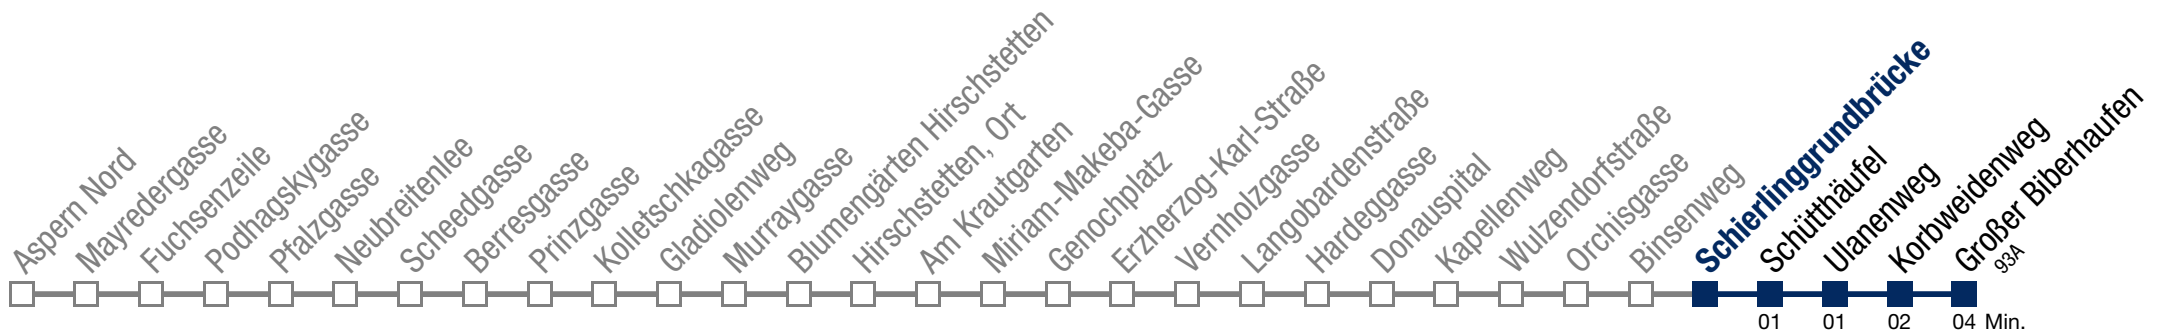 Aspern Nord
Mayredergasse
Fuchsenzeile
Podhagskygasse
Pfalzgasse
Neubreitenlee
Scheedgasse
Berresgasse
Prinzgasse
Kolletschkagasse
Gladiolenweg
Murraygasse
Blumengärten Hirschstetten
Hirschstetten, Ort
Am Krautgarten
Miriam-Makeba-Gasse
Genochplatz
Erzherzog-Karl-Straße
Vernholzgasse
Langobardenstraße
Hardeggasse
Donauspital
Kapellenweg
Wulzendorfstraße
Orchisgasse
Binsenweg
Schierlinggrundbrücke
Schütthäufel
Ulanenweg
Korbweidenweg
Großer Biberhaufen
93A
01 01 02 04 Min.